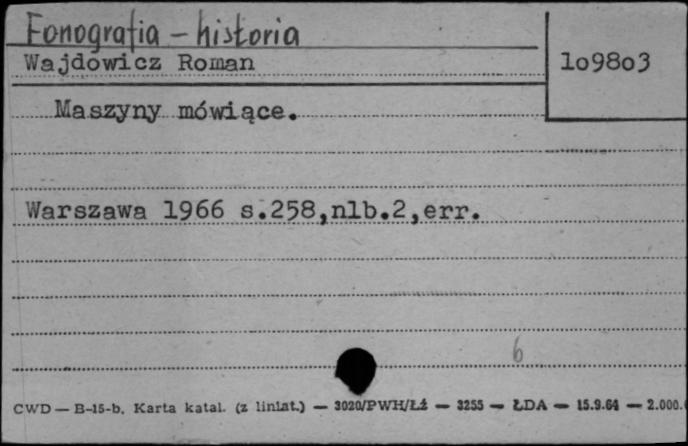 Fonografia - historia
Wajdowicz Roman
1o98o3
Maszyny mówiące.
Warszawa 1966 s.258,nlb.2,err.
6
CWD — B-15-b. Karta katal. (z liniat.) — 3020/PWH/Łż — 3255 — ŁDA — 15.9.64 — 2.000.